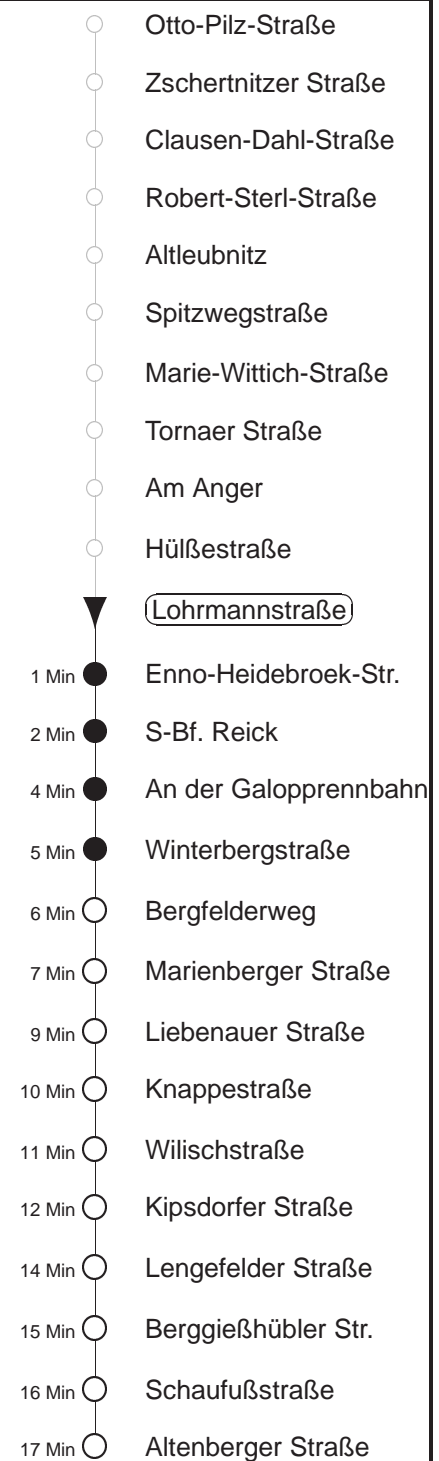 Otto-Pilz-Straße
Zschertnitzer Straße
Clausen-Dahl-Straße
Robert-Sterl-Straße
Altleubnitz
Spitzwegstraße
Marie-Wittich-Straße
Tornaer Straße
Am Anger
Hülßestraße
Lohrmannstraße
1 Min Enno-Heidebroek-Str.
2 Min S-Bf. Reick
4 Min An der Galopprennbahn
5 Min Winterbergstraße
6 Min Bergfelderweg
7 Min Marienberger Straße
9 Min Liebenauer Straße
10 Min Knappestraße
11 Min Wilischstraße
12 Min Kipsdorfer Straße
14 Min Lengefelder Straße
15 Min Berggießhübler Str.
16 Min Schaufußstraße
17 Min Altenberger Straße